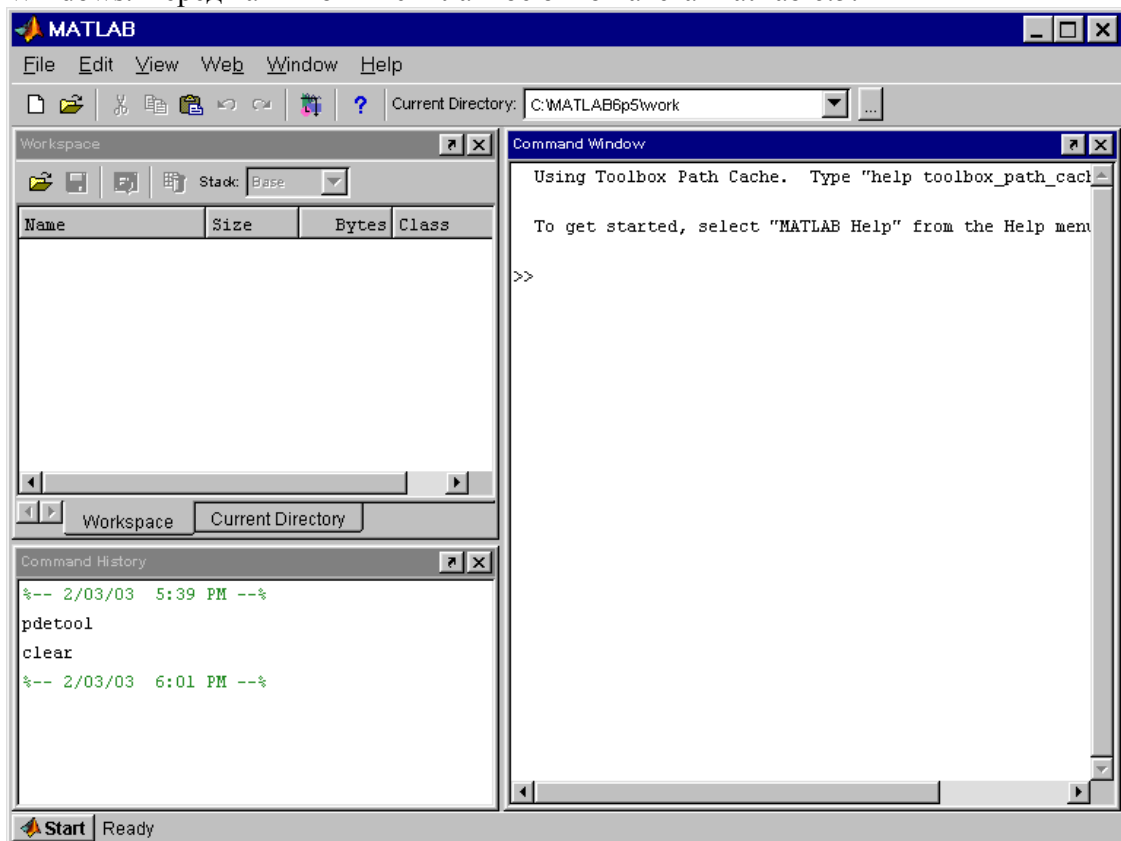 MATLAB
File Edit View Web Window Help
Current Directory: C:\MATLAB6p5\work ...
Workspace
Stack: Base
Name Size Bytes Class
Workspace Current Directory
Command History
%-- 2/03/03 5:39 PM --%
pdetool
clear
%-- 2/03/03 6:01 PM --%
Command Window
Using Toolbox Path Cache. Type "help toolbox_path_cach
To get started, select "MATLAB Help" from the Help menu
>>
Start Ready